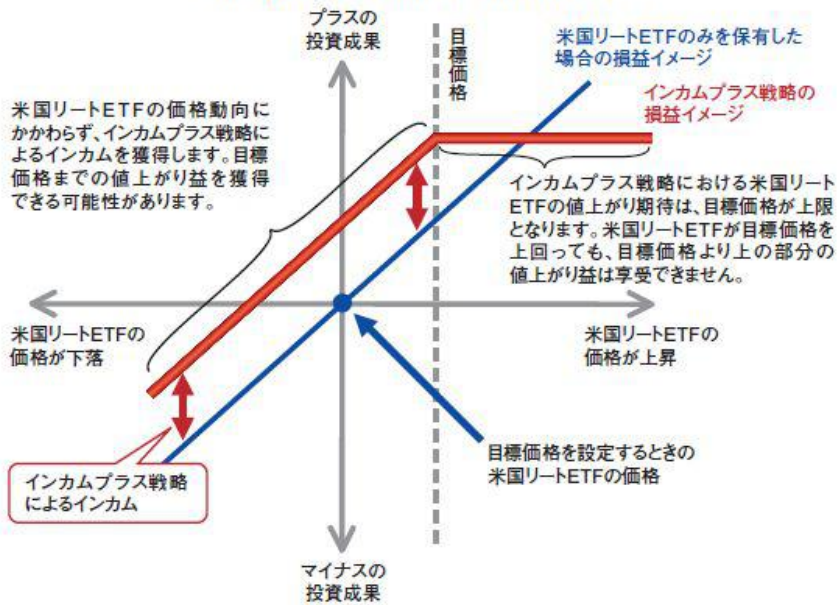 プラスの
投資成果
目標価格
米国リートETFのみを保有した
場合の損益イメージ
インカムプラス戦略の
損益イメージ
米国リートETFの価格動向に
かかわらず、インカムプラス戦略に
よるインカムを獲得します。目標
価格までの値上がり益を獲得
できる可能性があります。
インカムプラス戦略における米国リート
ETFの値上がり期待は、目標価格が上限
となります。米国リートETFが目標価格を
上回っても、目標価格より上の部分の
値上がり益は享受できません。
米国リートETFの
価格が下落
米国リートETFの
価格が上昇
目標価格を設定するときの
米国リートETFの価格
インカムプラス戦略
によるインカム
マイナスの
投資成果